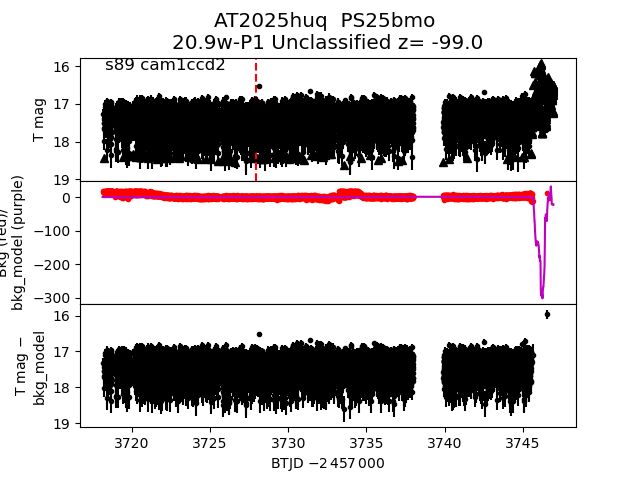 AT2025huq  PS25bmo
20.9w-P1 Unclassified z= -99.0
s89 cam1ccd2
16
17
18
19
T mag
0
−100
−200
−300
Bkg (red)/
bkg_model (purple)
16
17
18
19
T mag −
bkg_model
3720 3725 3730 3735 3740 3745
BTJD −2 457 000